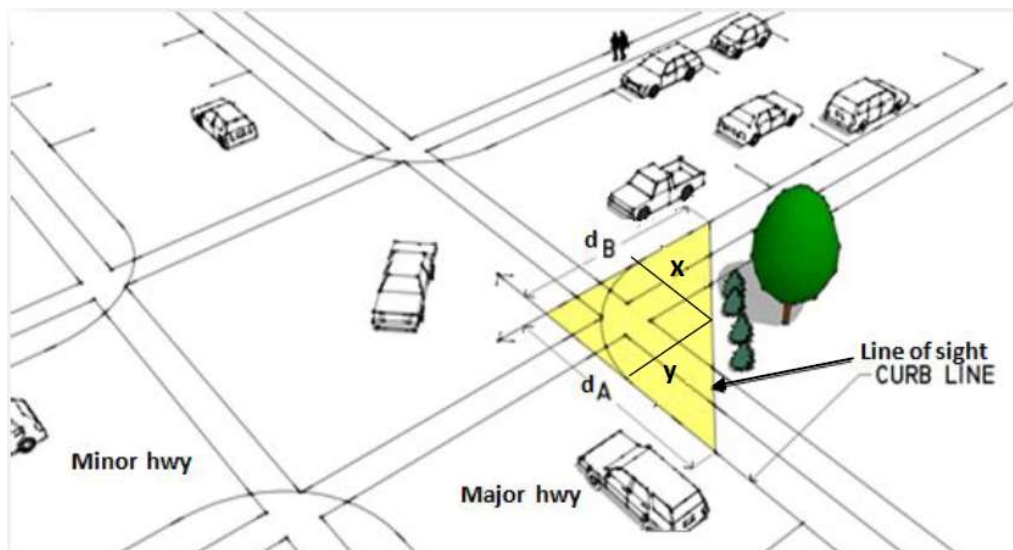 d B
x
y
d A
Line of sight
CURB LINE
Minor hwy
Major hwy